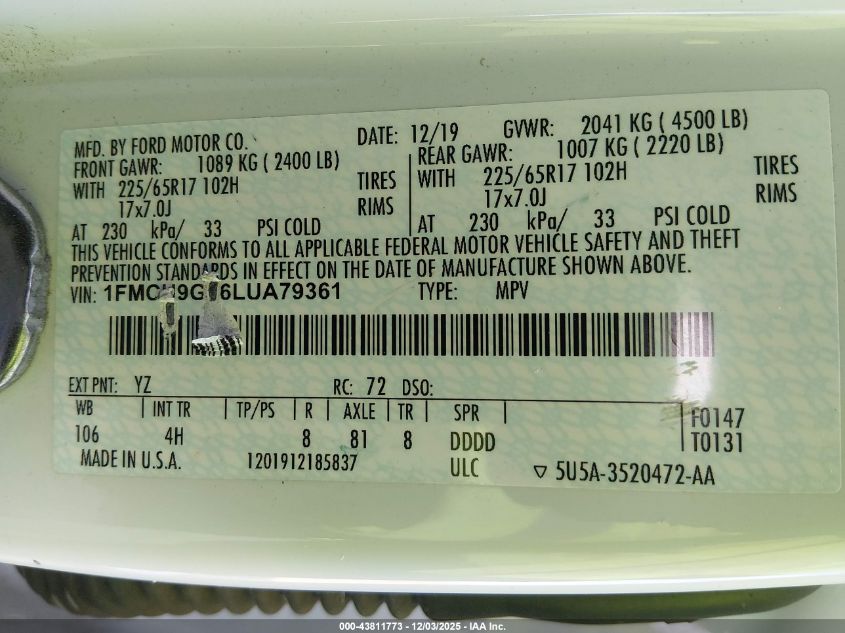 MFD. BY FORD MOTOR CO. DATE: 12/19 GVWR: 2041 KG ( 4500 LB)
FRONT GAWR: 1089 KG ( 2400 LB) REAR GAWR: 1007 KG ( 2220 LB)
WITH 225/65R17 102H TIRES WITH 225/65R17 102H TIRES
17x7.0J RIMS 17x7.0J RIMS
AT 230 kPa/ 33 PSI COLD AT 230 kPa/ 33 PSI COLD
THIS VEHICLE CONFORMS TO ALL APPLICABLE FEDERAL MOTOR VEHICLE SAFETY AND THEFT
PREVENTION STANDARDS IN EFFECT ON THE DATE OF MANUFACTURE SHOWN ABOVE.
VIN: TYPE: MPV
EXT PNT: YZ RC: 72 DSO:
WB INT TR TP/PS R AXLE TR SPR F0147
106 4H 8 81 8 DDDD T0131
MADE IN U.S.A. 1201912185837 ULC ▽ 5U5A-3520472-AA
000-43811773 - 12/03/2025 - IAA Inc.